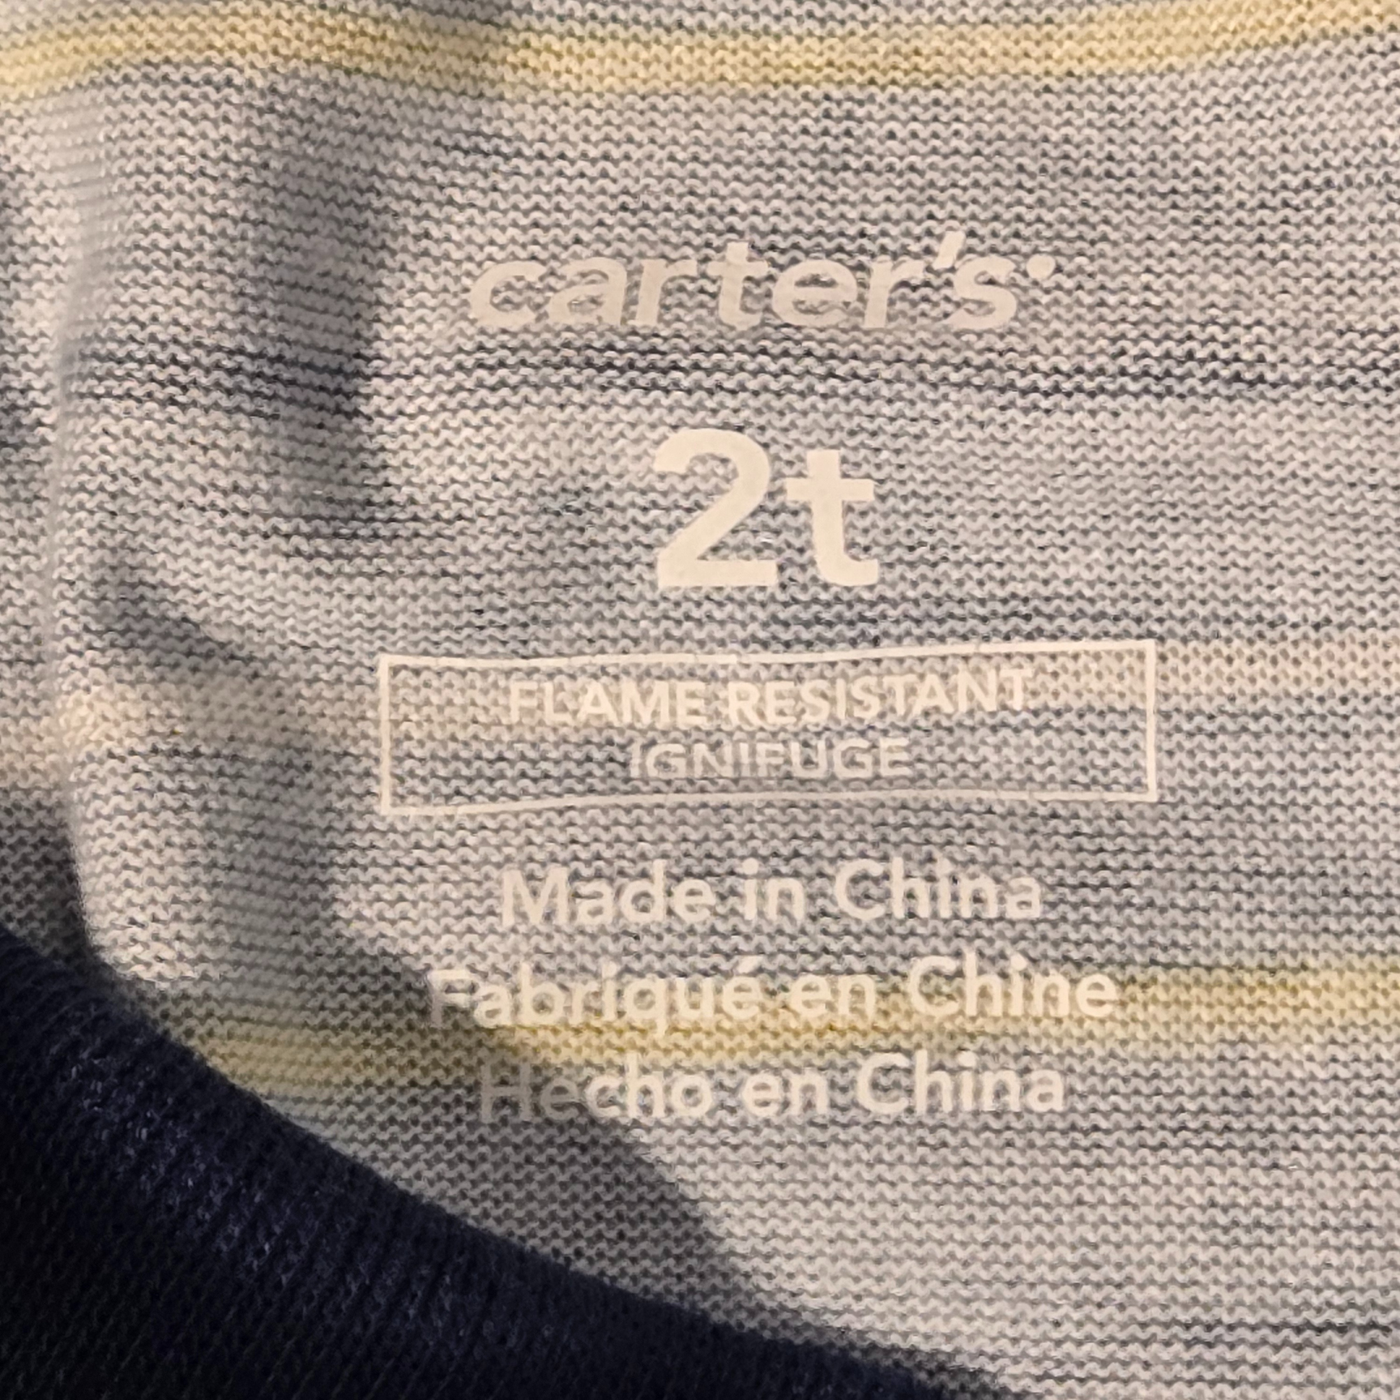 carter's
2t
FLAME RESISTANT
IGNIFUGE
Made in China
Fabriqué en Chine
Hecho en China